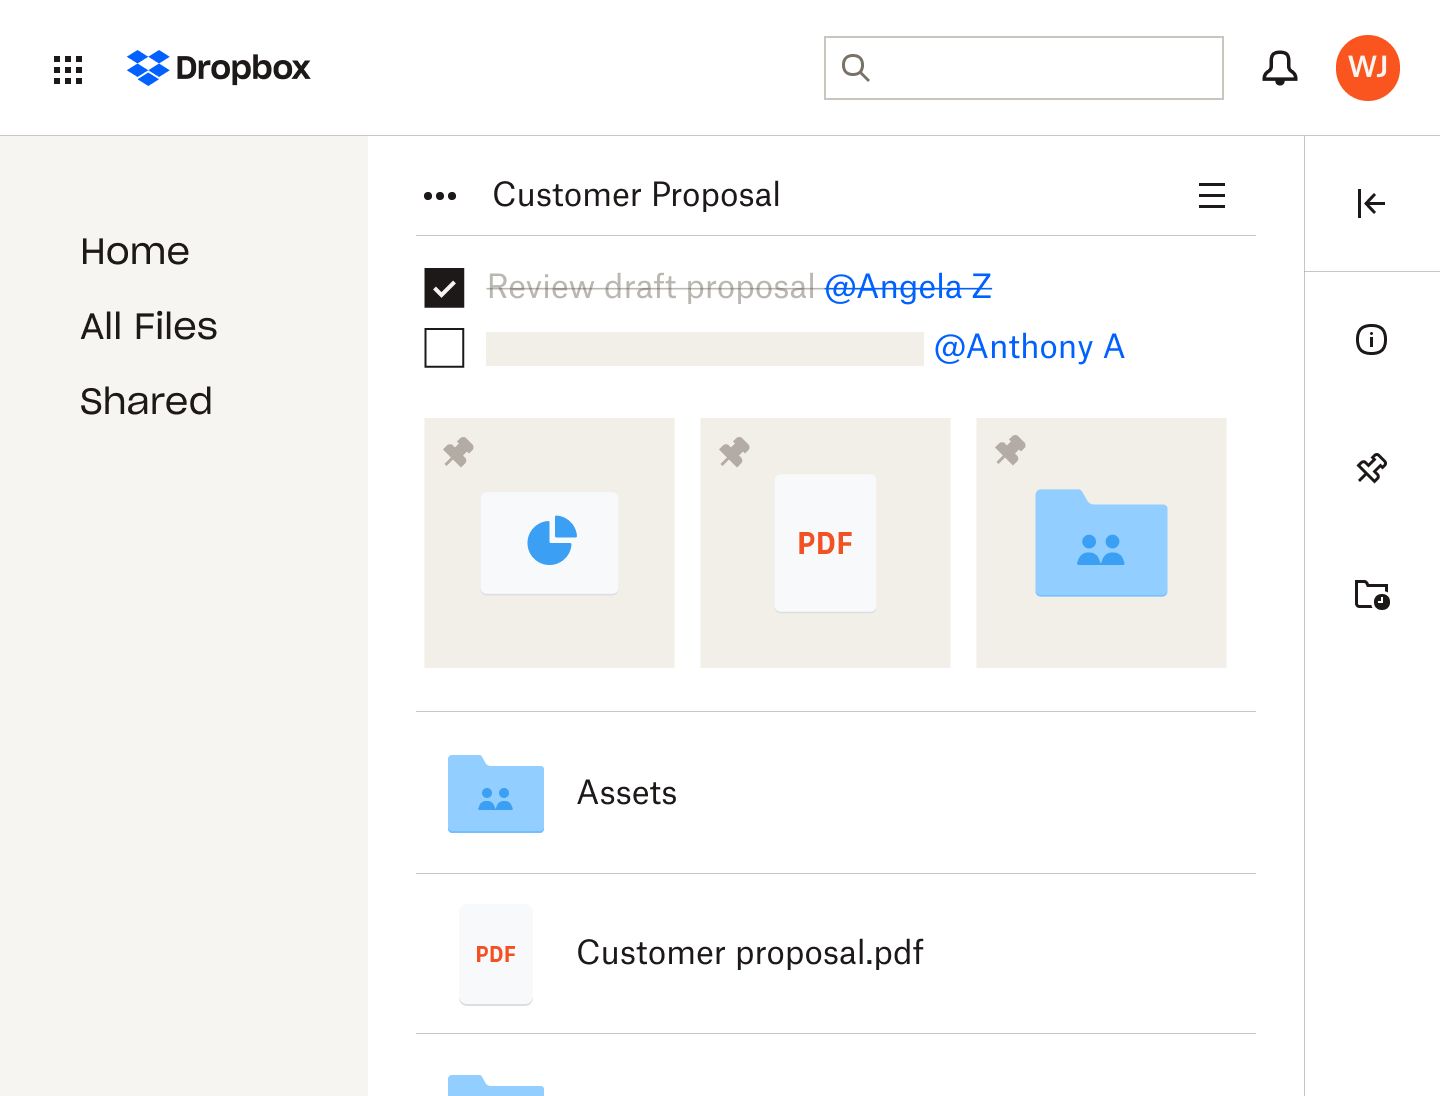 Dropbox
WJ
Home
All Files
Shared
Customer Proposal
Review draft proposal @Angela Z
@Anthony A
PDF
Assets
PDF
Customer proposal.pdf